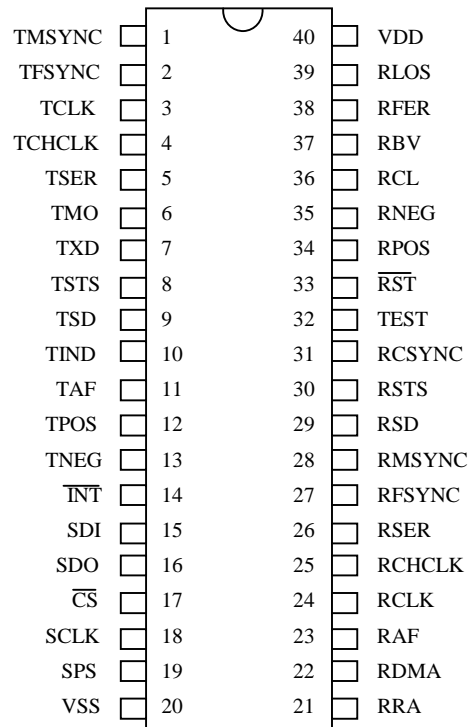 TMSYNC 1 40 VDD
TFSYNC 2 39 RLOS
TCLK 3 38 RFER
TCHCLK 4 37 RBV
TSER 5 36 RCL
TMO 6 35 RNEG
TXD 7 34 RPOS
TSTS 8 33 R̅S̅T̅
TSD 9 32 TEST
TIND 10 31 RCSYNC
TAF 11 30 RSTS
TPOS 12 29 RSD
TNEG 13 28 RMSYNC
I̅N̅T̅ 14 27 RFSYNC
SDI 15 26 RSER
SDO 16 25 RCHCLK
C̅S̅ 17 24 RCLK
SCLK 18 23 RAF
SPS 19 22 RDMA
VSS 20 21 RRA